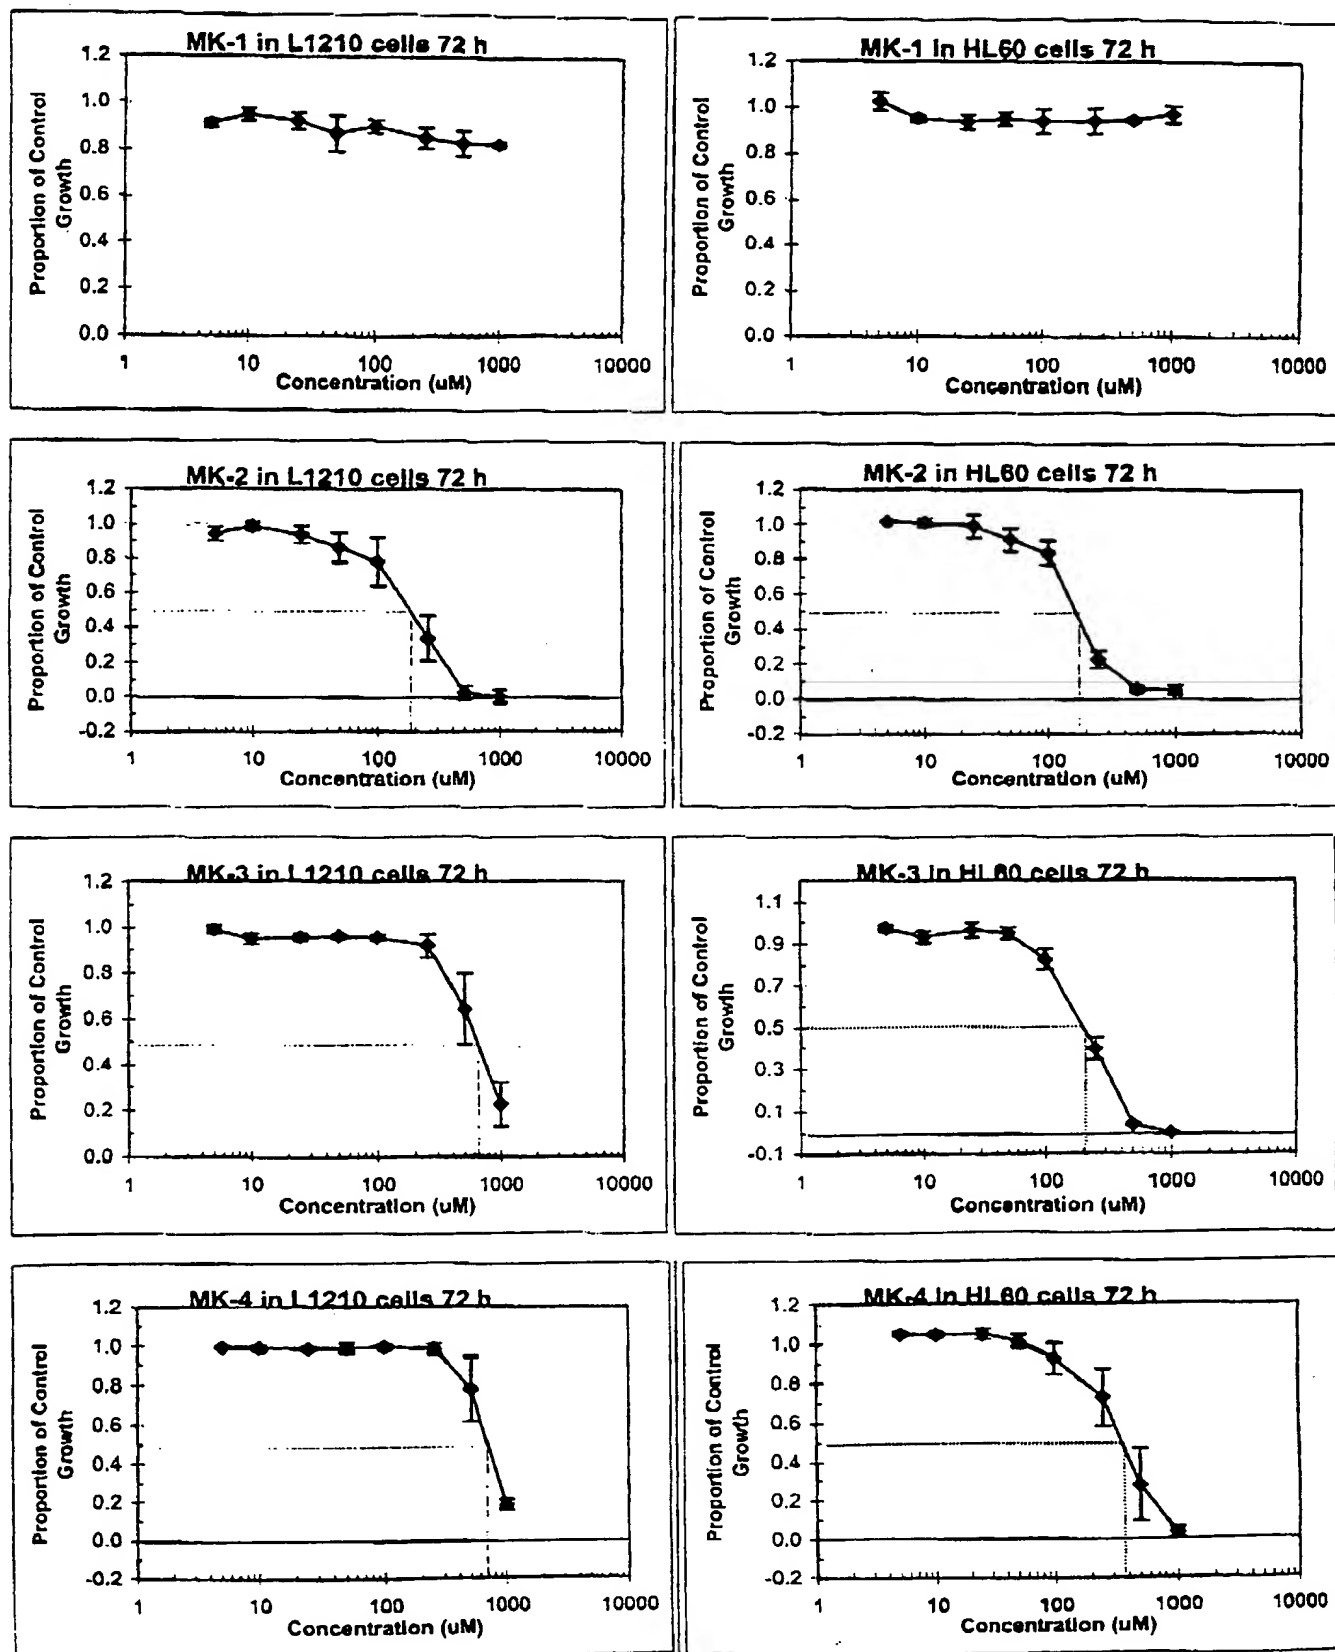 MK-1 in L1210 cells 72 h
Proportion of Control
Growth
1.2
1.0
0.8
0.6
0.4
0.2
0.0
1 10 100 1000 10000
Concentration (uM)
MK-1 in HL60 cells 72 h
Proportion of Control
Growth
1.2
1.0
0.8
0.6
0.4
0.2
0.0
1 10 100 1000 10000
Concentration (uM)
MK-2 in L1210 cells 72 h
Proportion of Control
Growth
1.2
1.0
0.8
0.6
0.4
0.2
0.0
-0.2
1 10 100 1000 10000
Concentration (uM)
MK-2 in HL60 cells 72 h
Proportion of Control
Growth
1.2
1.0
0.8
0.6
0.4
0.2
0.0
-0.2
1 10 100 1000 10000
Concentration (uM)
MK-3 in L1210 cells 72 h
Proportion of Control
Growth
1.2
1.0
0.8
0.6
0.4
0.2
0.0
1 10 100 1000 10000
Concentration (uM)
MK-3 in HL60 cells 72 h
Proportion of Control
Growth
1.1
0.9
0.7
0.5
0.3
0.1
-0.1
1 10 100 1000 10000
Concentration (uM)
MK-4 in L1210 cells 72 h
Proportion of Control
Growth
1.2
1.0
0.8
0.6
0.4
0.2
0.0
-0.2
1 10 100 1000 10000
Concentration (uM)
MK-4 in HL60 cells 72 h
Proportion of Control
Growth
1.2
1.0
0.8
0.6
0.4
0.2
0.0
-0.2
1 10 100 1000 10000
Concentration (uM)